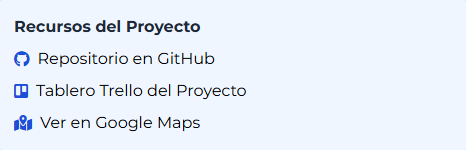 Recursos del Proyecto
Repositorio en GitHub
Tablero Trello del Proyecto
Ver en Google Maps